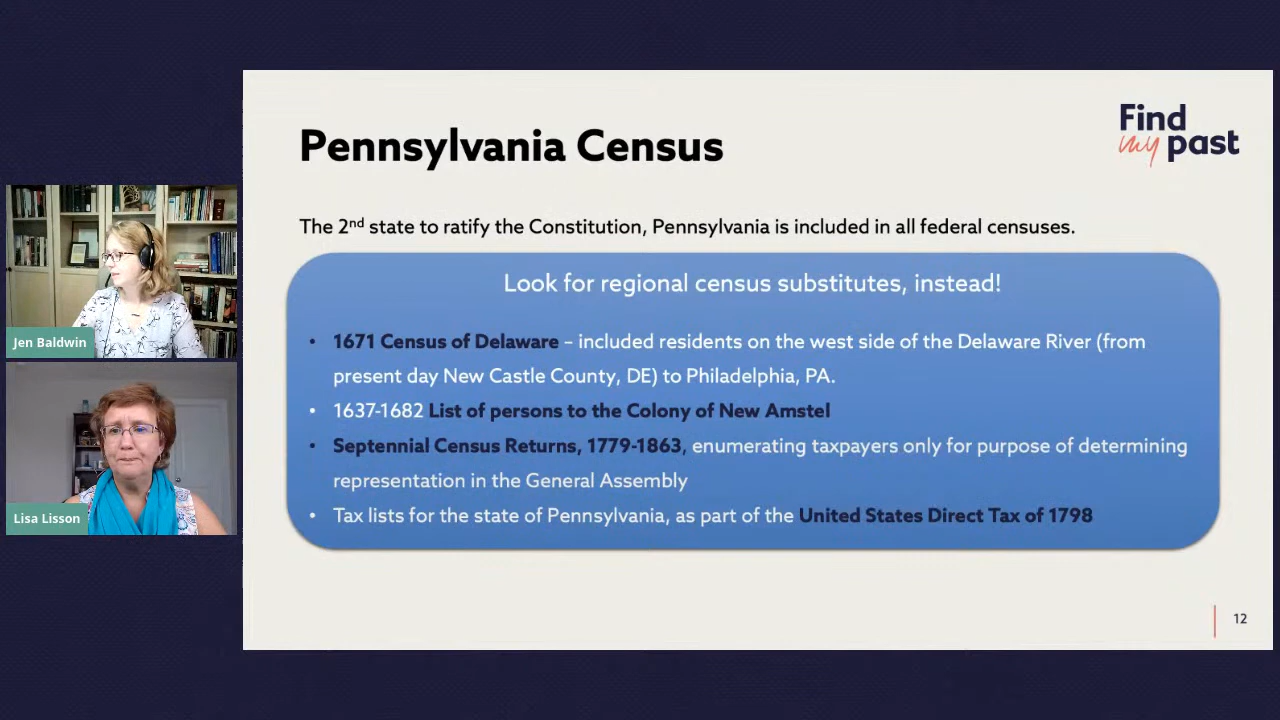 Pennsylvania Census
Find
my past
The 2nd state to ratify the Constitution, Pennsylvania is included in all federal censuses.
Look for regional census substitutes, instead!
• 1671 Census of Delaware – included residents on the west side of the Delaware River (from
present day New Castle County, DE) to Philadelphia, PA.
• 1637-1682 List of persons to the Colony of New Amstel
• Septennial Census Returns, 1779-1863, enumerating taxpayers only for purpose of determining
representation in the General Assembly
• Tax lists for the state of Pennsylvania, as part of the United States Direct Tax of 1798
12
Jen Baldwin
Lisa Lisson